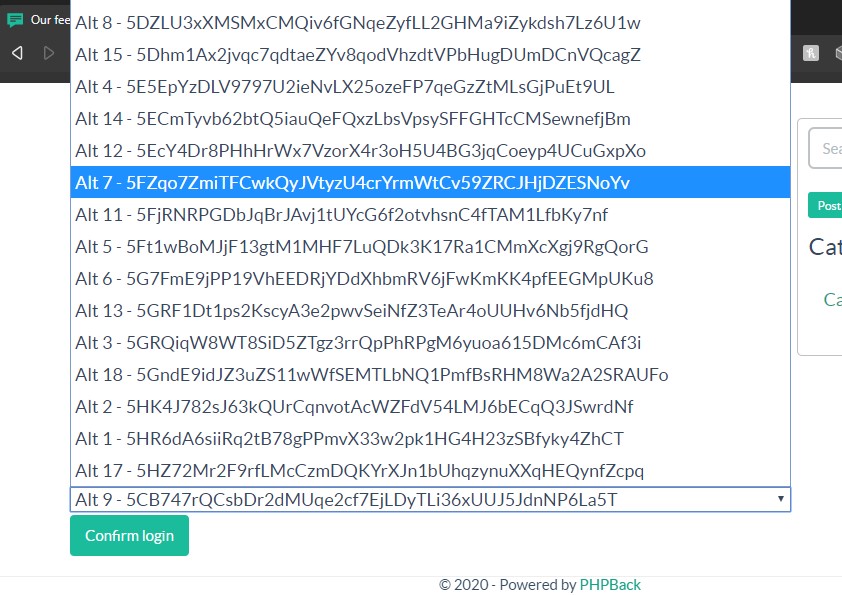 Our fee
Alt 8 - 5DZLU3xXMSMxCMQiv6fGNqeZyfLL2GHMa9iZykdsh7Lz6U1w
Alt 15 - 5Dhm1Ax2jvqc7qdtaeZYv8qodVhzdtVPbHugDUmDCnVQcagZ
Alt 4 - 5E5EpYzDLV9797U2ieNvLX25ozeFP7qeGzZtMLsGjPuEt9UL
Alt 14 - 5ECmTyvb62btQ5iauQeFQxzLbsVpsySFFGHTcCMSewnefjBm
Alt 12 - 5EcY4Dr8PHhHrWx7VzorX4r3oH5U4BG3jqCoeyp4UCuGxpXo
Alt 7 - 5FZqo7ZmiTFCwkQyJVtyzU4crYrmWtCv59ZRCJHjDZESNoYv
Alt 11 - 5FjRNRPGDbJqBrJAvj1tUYcG6f2otvhsnC4fTAM1LfbKy7nf
Alt 5 - 5Ft1wBoMJjF13gtM1MHF7LuQDk3K17Ra1CMmXcXgj9RgQorG
Alt 6 - 5G7FmE9jPP19VhEEDRjYDdXhbmRV6jFwKmKK4pfEEGMpUKu8
Alt 13 - 5GRF1Dt1ps2KscyA3e2pwvSeiNfZ3TeAr4oUUHv6Nb5fjdHQ
Alt 3 - 5GRQiqW8WT8SiD5ZTgz3rrQpPhRPgM6yuoa615DMc6mCAf3i
Alt 18 - 5GndE9idJZ3uZS11wWfSEMTLbNQ1PmfBsRHM8Wa2A2SRAUFo
Alt 2 - 5HK4J782sJ63kQUrCqnvotAcWZFdV54LMJ6bECqQ3JSwrdNf
Alt 1 - 5HR6dA6siiRq2tB78gPPmvX33w2pk1HG4H23zSBfyky4ZhCT
Alt 17 - 5HZ72Mr2F9rfLMcCzmDQKYrXJn1bUhqzynuXXqHEQynfZcpq
Alt 9 - 5CB747rQCsbDr2dMUqe2cf7EjLDyTLi36xUUJ5JdnNP6La5T
Confirm login
Sea
Post
Cat
Ca
© 2020 - Powered by PHPBack